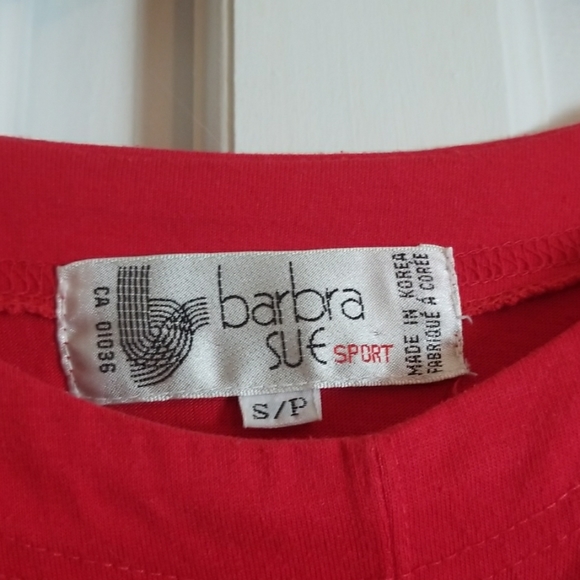 CA 01036
barbra
SUE SPORT
MADE IN KOREA
FABRIQUÉ À CORÉE
S/P